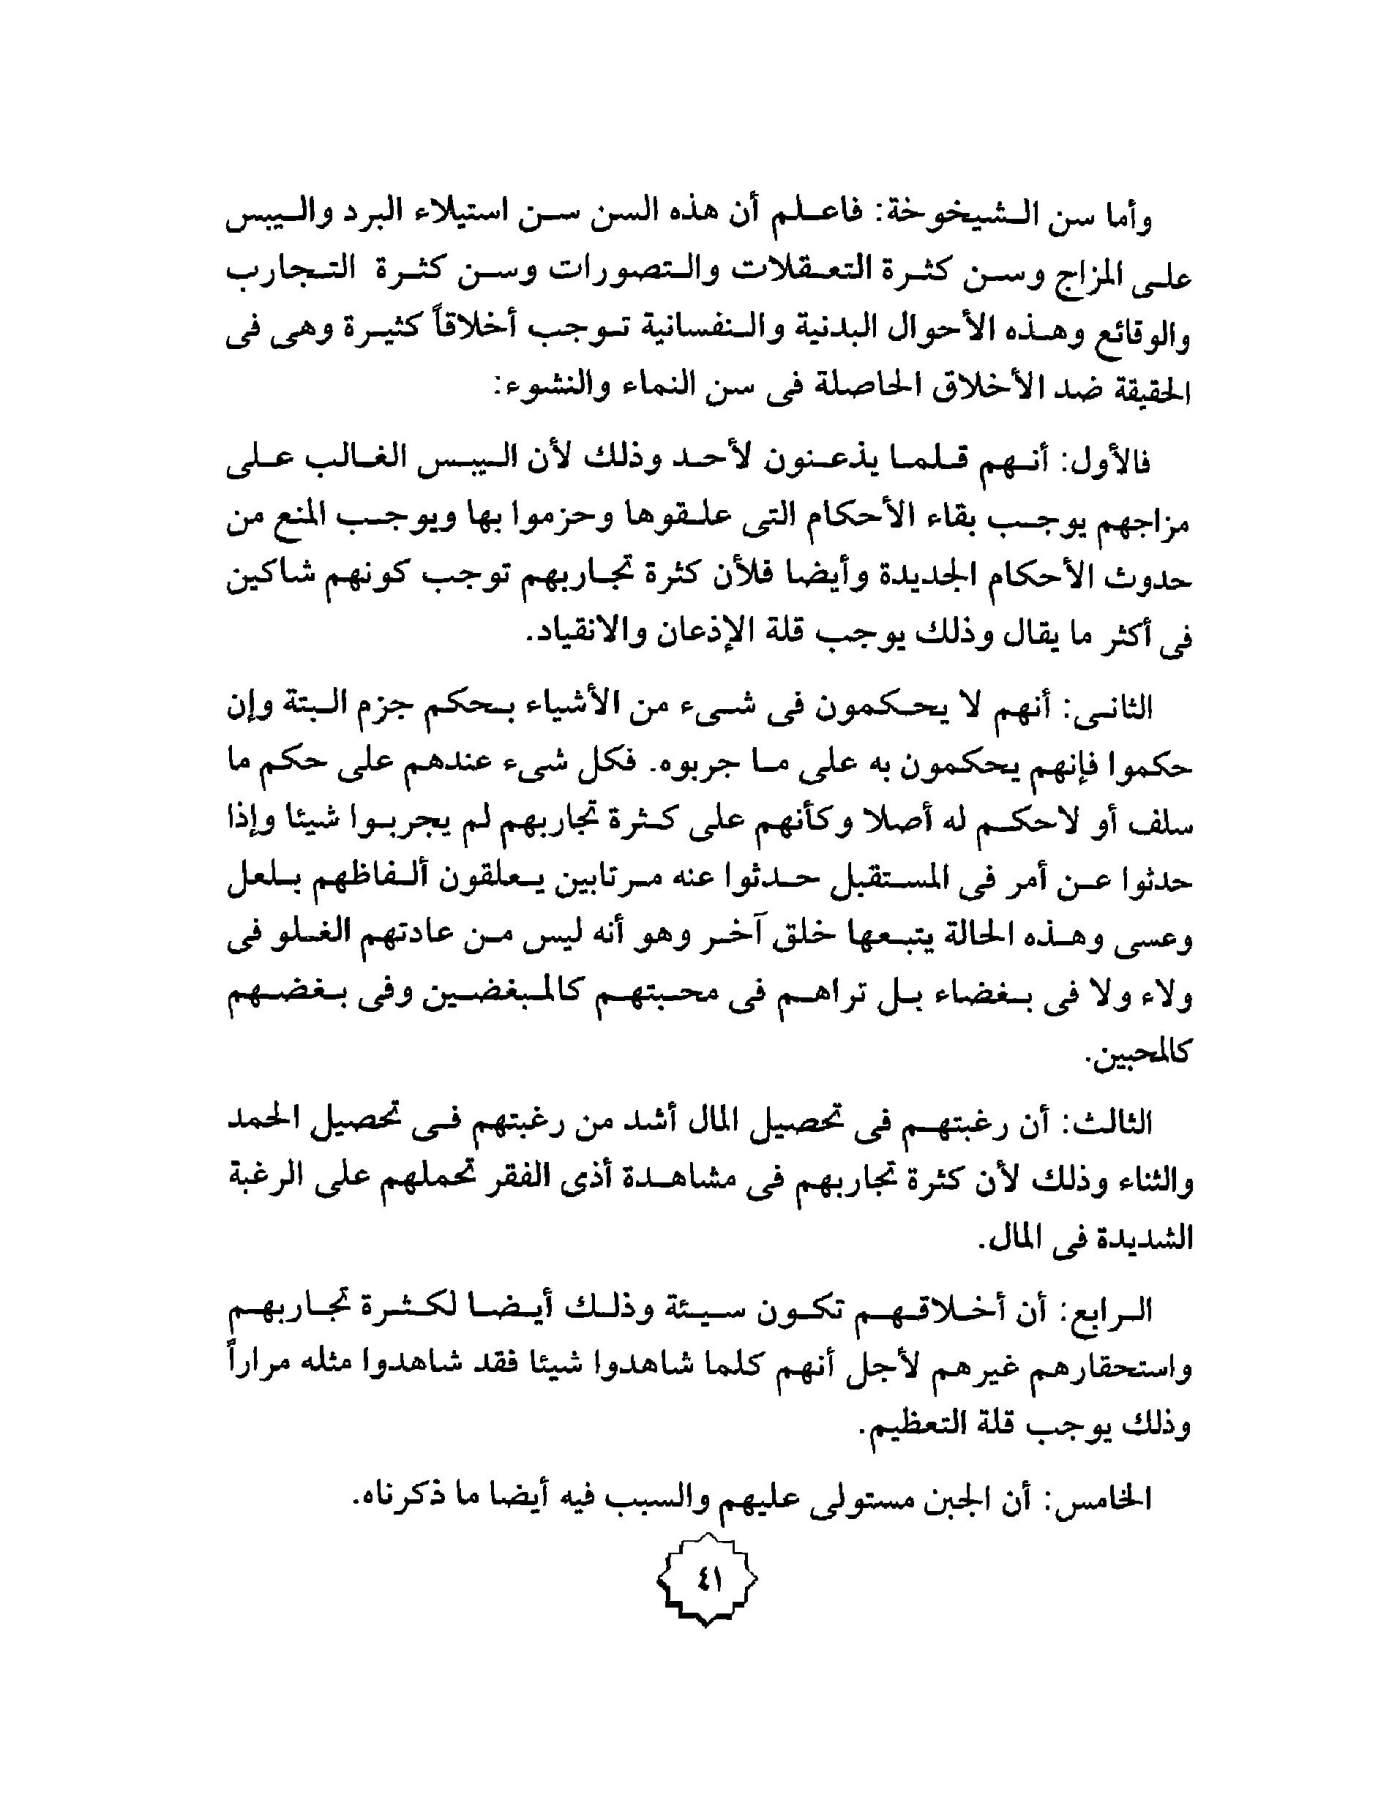 وأما سن الشيخوخة: فاعلم أن هذه السن سن استيلاء البرد واليبس
على المزاج وسن كثرة التعقلات والتصورات وسن كثرة التجارب
والوقائع وهذه الأحوال البدنية والنفسانية توجب أخلاقاً كثيرة وهى فى
الحقيقة ضد الأخلاق الحاصلة فى سن النماء والنشوء:
فالأول: أنهم قلما يذعنون لأحد وذلك لأن اليبس الغالب على
مزاجهم يوجب بقاء الأحكام التى علقوها وحزموا بها ويوجب المنع من
حدوث الأحكام الجديدة وأيضا فلأن كثرة تجاربهم توجب كونهم شاكين
فى أكثر ما يقال وذلك يوجب قلة الإذعان والانقياد.
الثانى: أنهم لا يحكمون فى شىء من الأشياء بحكم جزم البتة وإن
حكموا فإنهم يحكمون به على ما جربوه. فكل شىء عندهم على حكم ما
سلف أو لاحكم له أصلا وكأنهم على كثرة تجاربهم لم يجربوا شيئا وإذا
حدثوا عن أمر فى المستقبل حدثوا عنه مرتابين يعلقون ألفاظهم بلعل
وعسى وهذه الحالة يتبعها خلق آخر وهو أنه ليس من عادتهم الغلو فى
ولاء ولا فى بغضاء بل تراهم فى محبتهم كالمبغضين وفى بغضهم
كالمحبين.
الثالث: أن رغبتهم فى تحصيل المال أشد من رغبتهم فى تحصيل الحمد
والثناء وذلك لأن كثرة تجاربهم فى مشاهدة أذى الفقر تحملهم على الرغبة
الشديدة فى المال.
الرابع: أن أخلاقهم تكون سيئة وذلك أيضا لكثرة تجاربهم
واستحقارهم غيرهم لأجل أنهم كلما شاهدوا شيئا فقد شاهدوا مثله مراراً
وذلك يوجب قلة التعظيم.
الخامس: أن الجبن مستولى عليهم والسبب فيه أيضا ما ذكرناه.
٤١